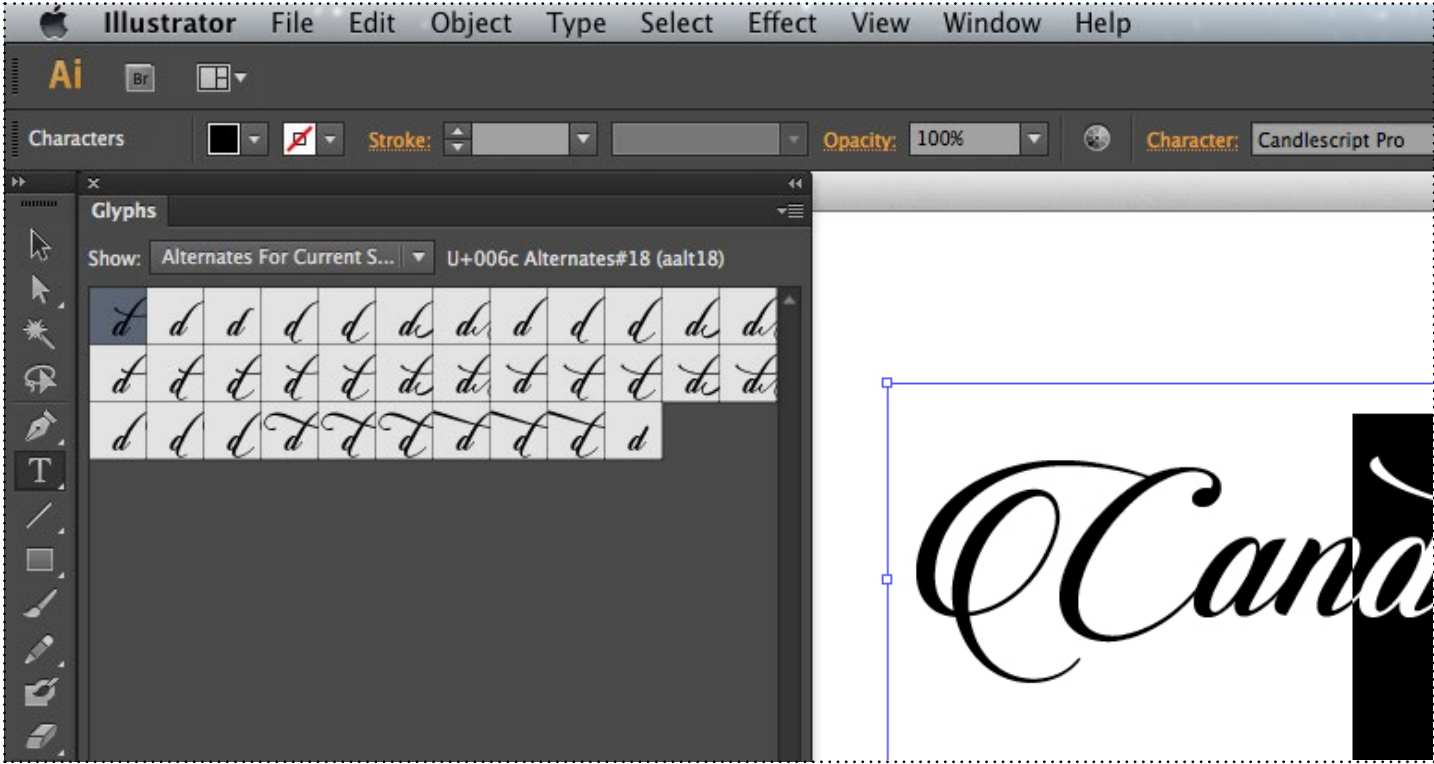 Illustrator File Edit Object Type Select Effect View Window Help
Ai Br
Characters Stroke: Opacity: 100% Character: Candlescript Pro
Glyphs
Show: Alternates For Current S... U+006c Alternates#18 (aalt18)
d d d d d d d d d d d d
d d d d d d d d d d d d
d d d d d d d d d d
T
Cand